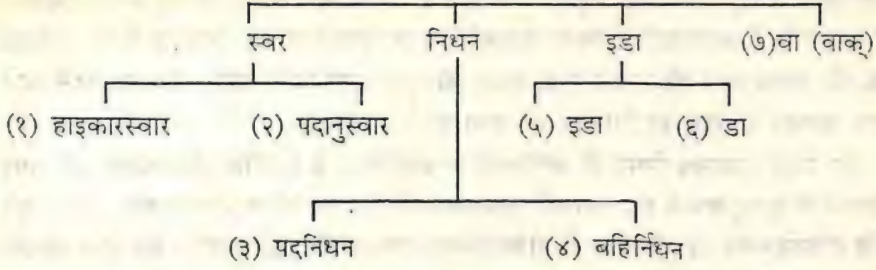 स्वर निधन इडा (७)वा (वाक्)
(१) हाइकारस्वार (२) पदानुस्वार (५) इडा (६) डा
(३) पदनिधन (४) बहिर्निधन